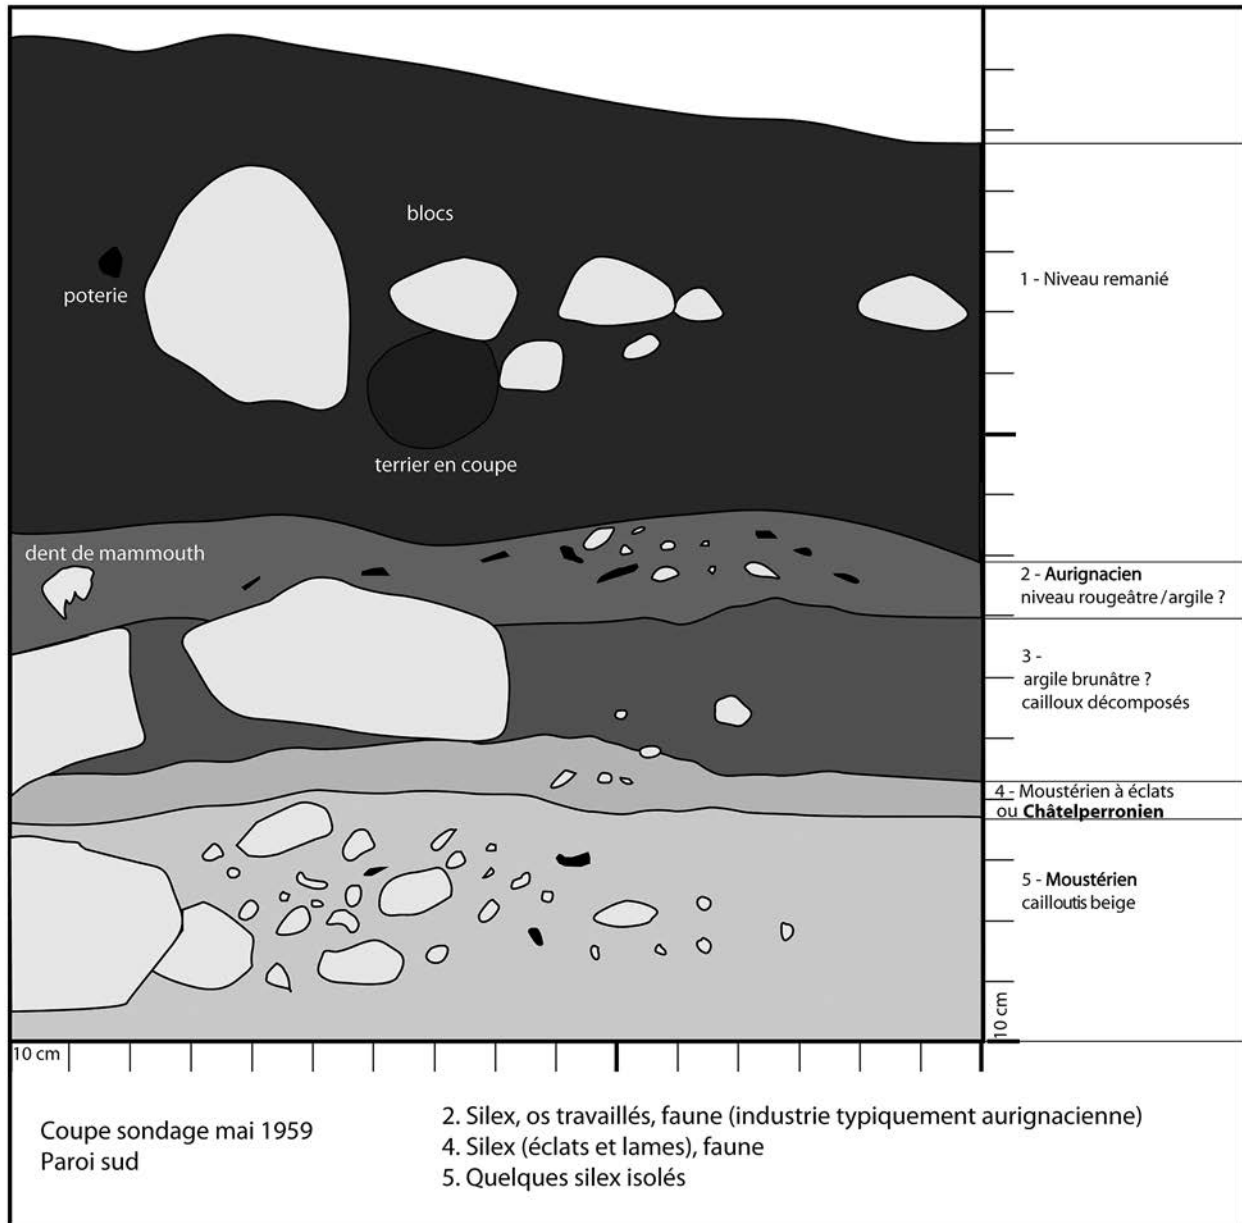 blocs
poterie
terrier en coupe
dent de mammouth
1 - Niveau remanié
2 - Aurignacien
niveau rougeâtre / argile ?
3 -
argile brunâtre ?
cailloux décomposés
4 - Moustérien à éclats
ou Châtelperronien
5 - Moustérien
cailloutis beige
10 cm
10 cm
Coupe sondage mai 1959
Paroi sud
2. Silex, os travaillés, faune (industrie typiquement aurignacienne)
4. Silex (éclats et lames), faune
5. Quelques silex isolés